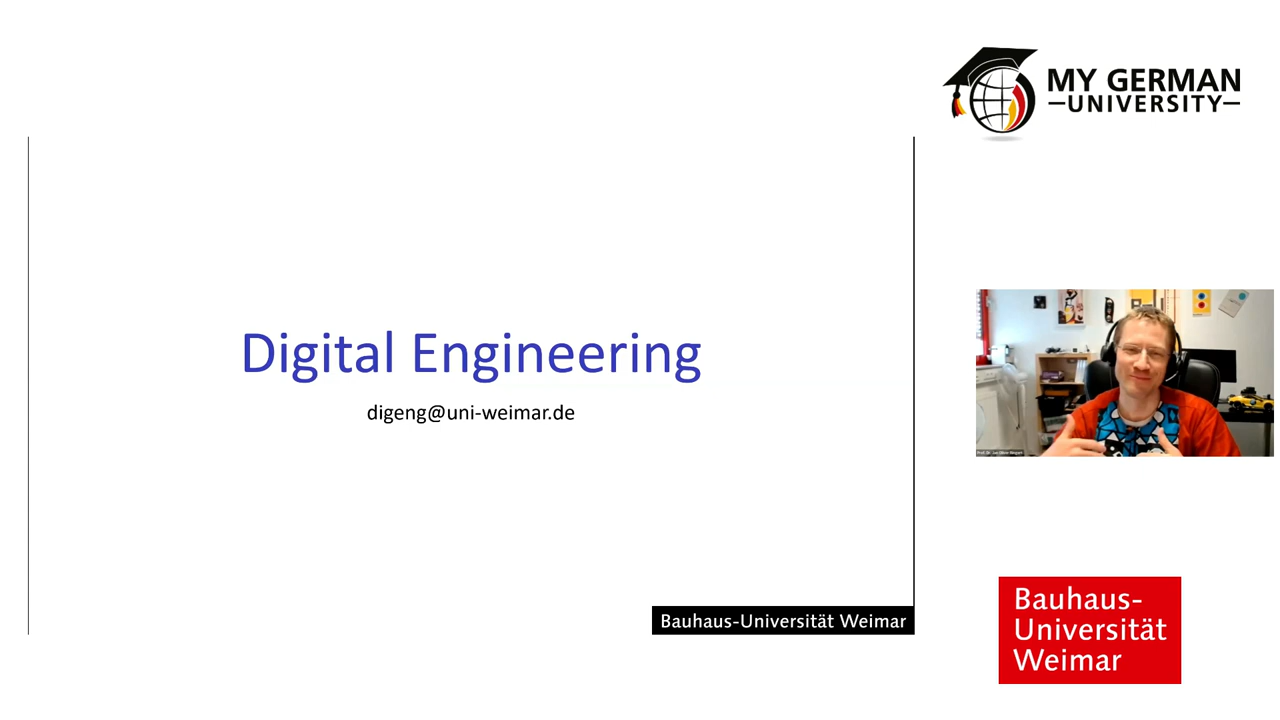 MY GERMAN
UNIVERSITY
Digital Engineering
digeng@uni-weimar.de
Bauhaus-Universität Weimar
Bauhaus-
Universität
Weimar